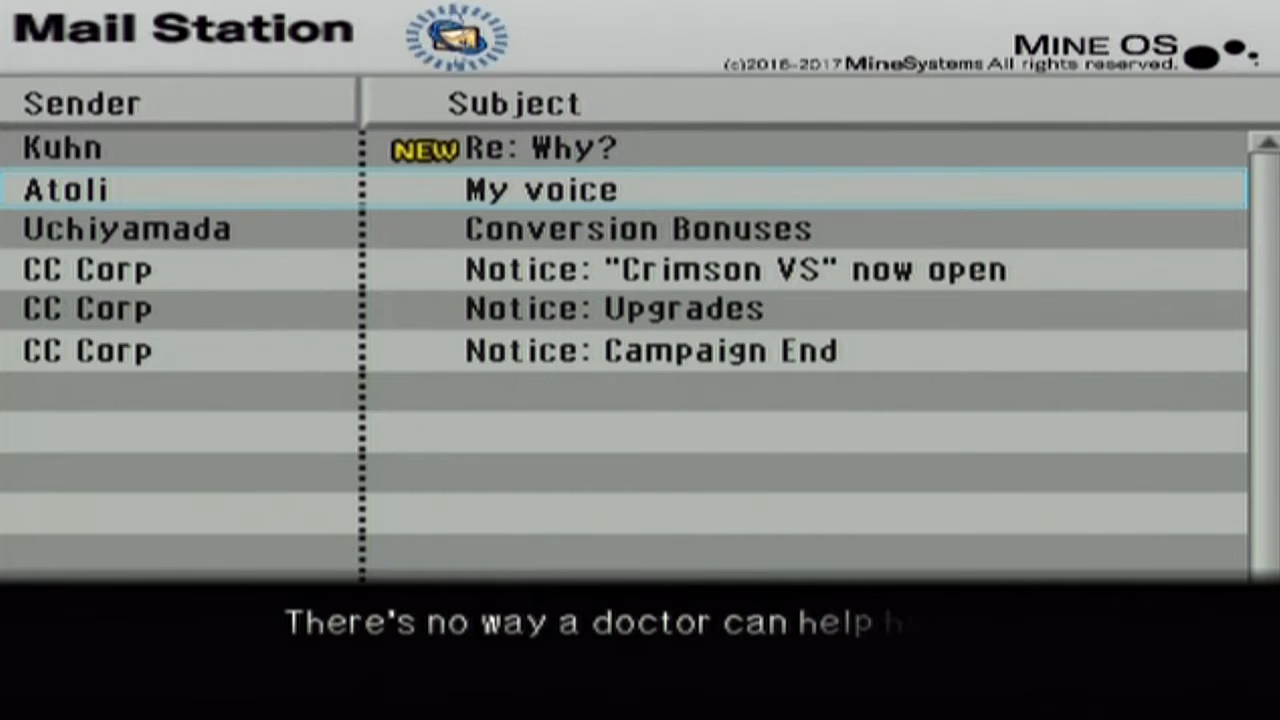 Mail Station
MINE OS
(c)2016-2017 MineSystems All rights reserved.
Sender Subject
Kuhn NEW Re: Why?
Atoli My voice
Uchiyamada Conversion Bonuses
CC Corp Notice: "Crimson VS" now open
CC Corp Notice: Upgrades
CC Corp Notice: Campaign End
There's no way a doctor can help